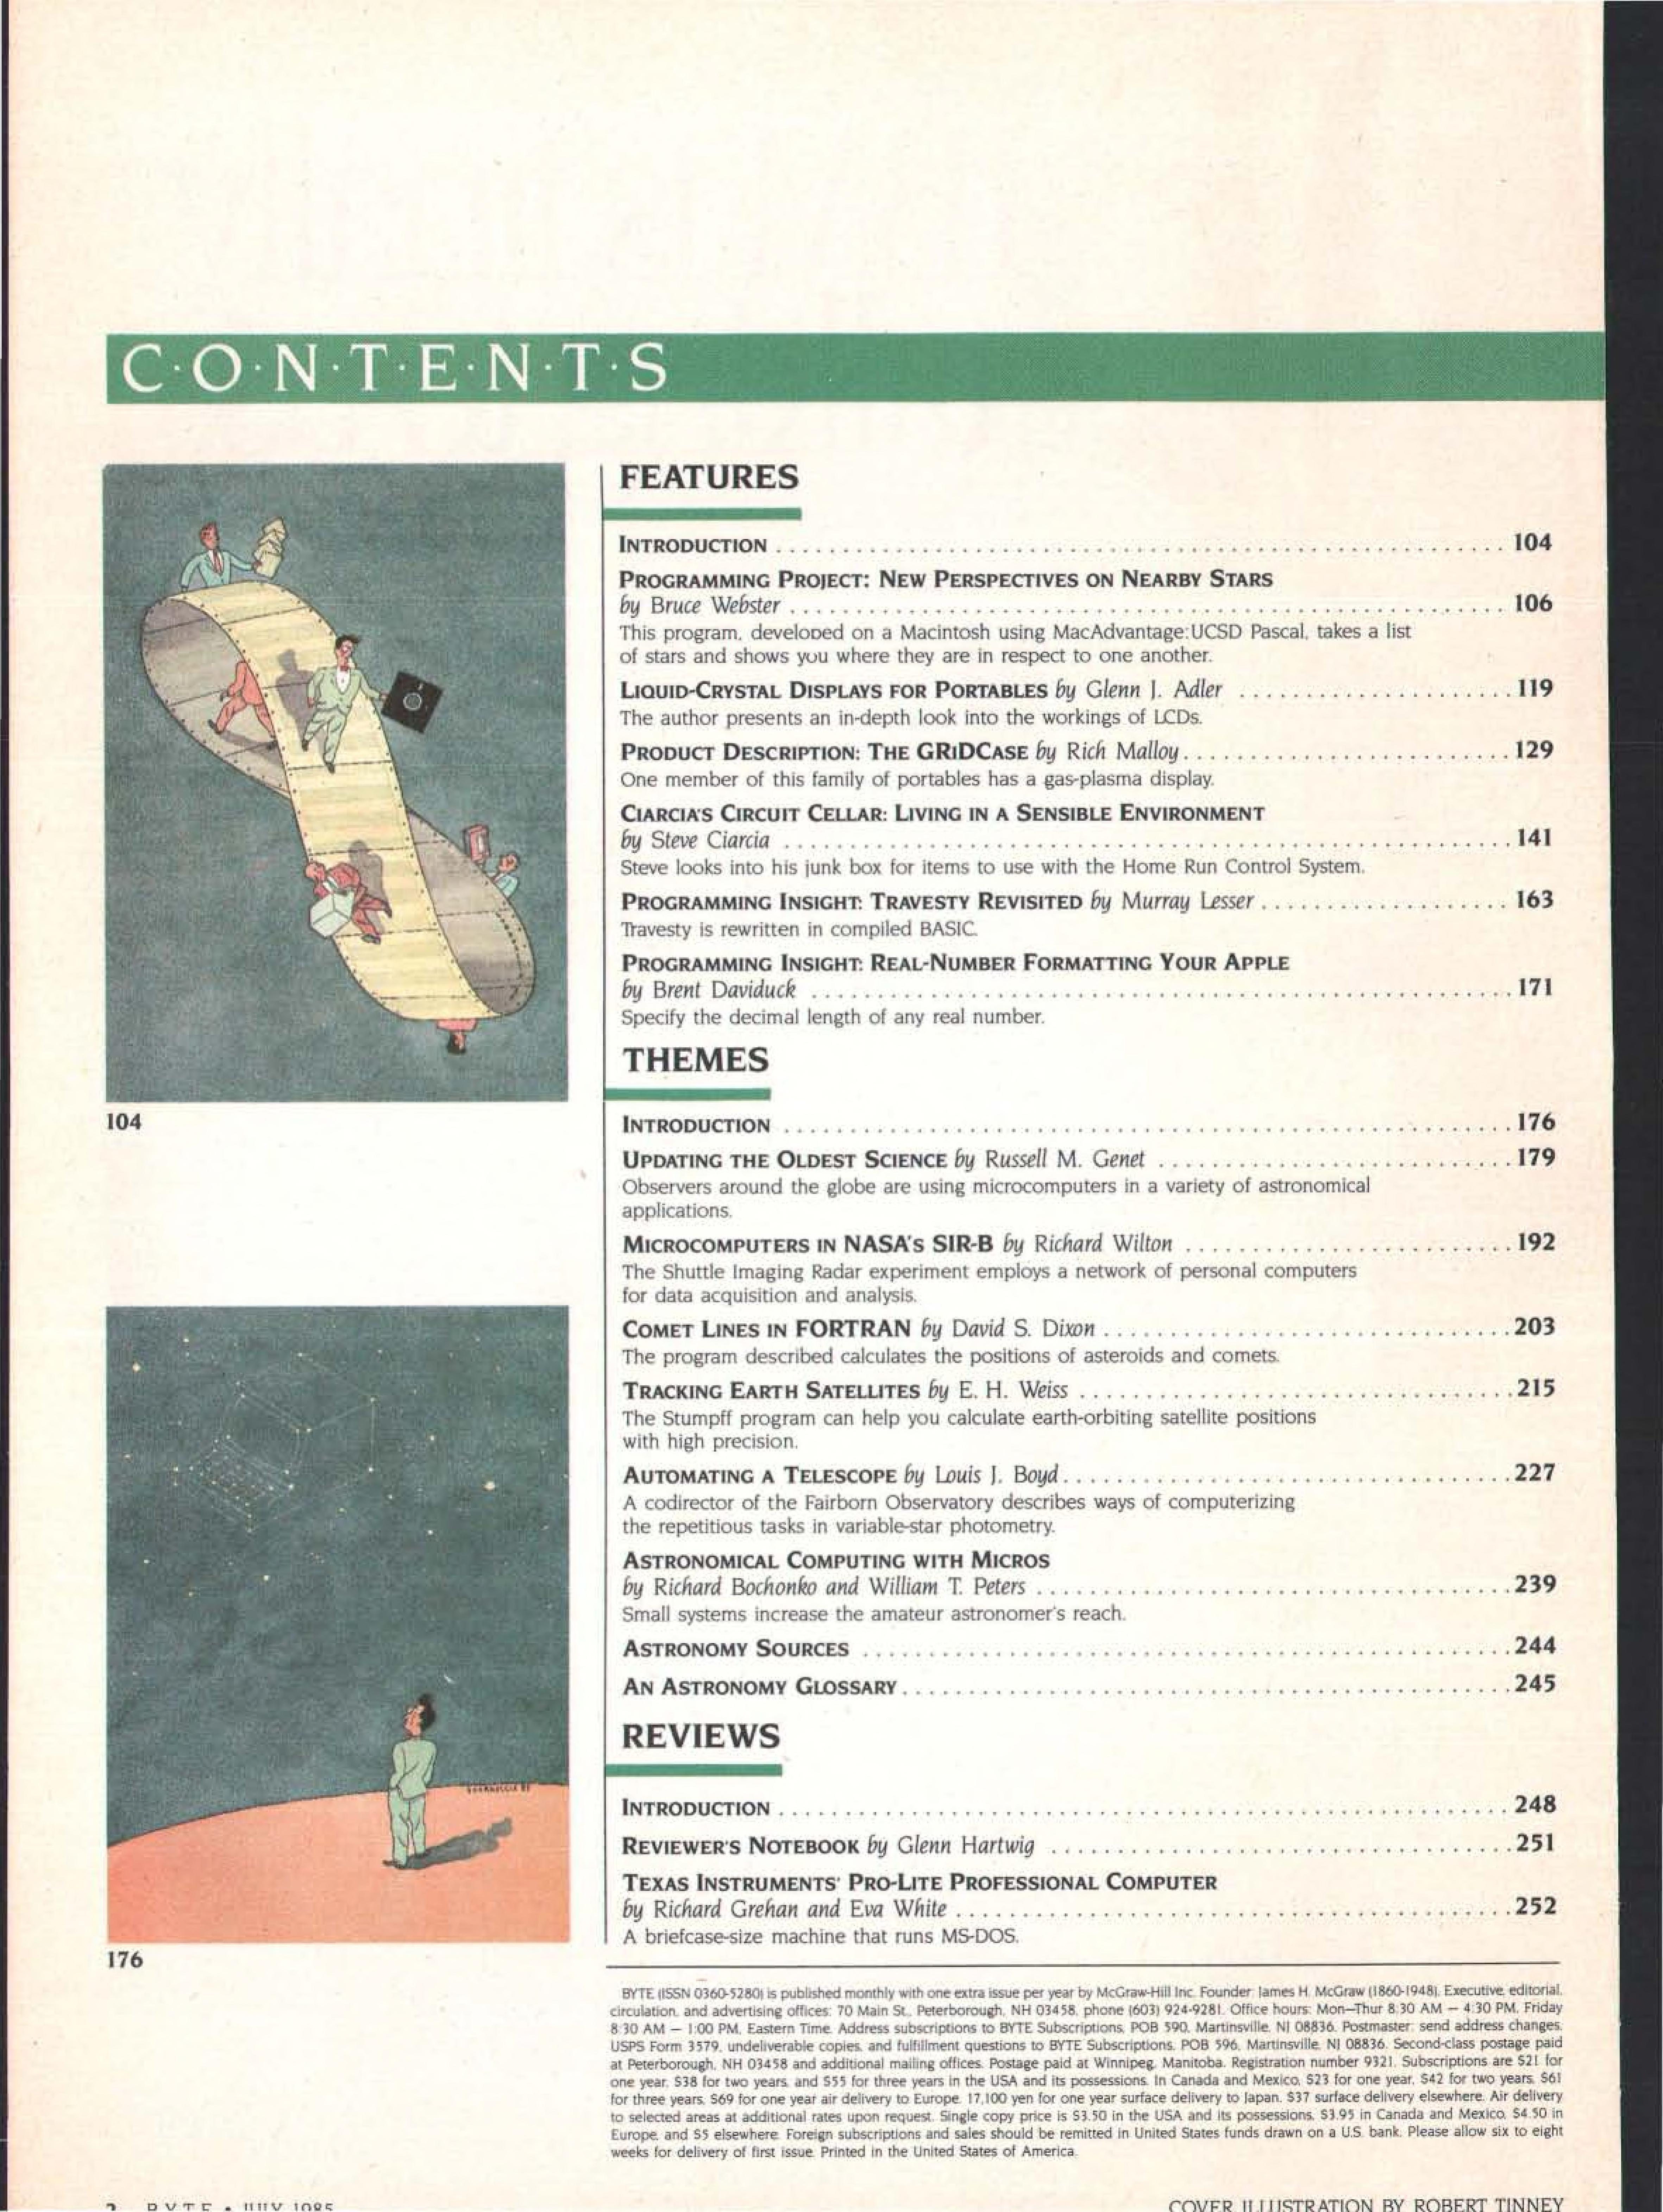 C·O·N·T·E·N·T·S
FEATURES
INTRODUCTION . . . . . 104
PROGRAMMING PROJECT: NEW PERSPECTIVES ON NEARBY STARS
by Bruce Webster . . . . . 106
This program, developed on a Macintosh using MacAdvantage:UCSD Pascal, takes a list
of stars and shows you where they are in respect to one another.
LIQUID-CRYSTAL DISPLAYS FOR PORTABLES by Glenn J. Adler . . . . . 119
The author presents an in-depth look into the workings of LCDs.
PRODUCT DESCRIPTION: THE GRiDCASE by Rich Malloy . . . . . 129
One member of this family of portables has a gas-plasma display.
CIARCIA'S CIRCUIT CELLAR: LIVING IN A SENSIBLE ENVIRONMENT
by Steve Ciarcia . . . . . 141
Steve looks into his junk box for items to use with the Home Run Control System.
PROGRAMMING INSIGHT: TRAVESTY REVISITED by Murray Lesser . . . . . 163
Travesty is rewritten in compiled BASIC.
PROGRAMMING INSIGHT: REAL-NUMBER FORMATTING YOUR APPLE
by Brent Daviduck . . . . . 171
Specify the decimal length of any real number.
104
THEMES
INTRODUCTION . . . . . 176
UPDATING THE OLDEST SCIENCE by Russell M. Genet . . . . . 179
Observers around the globe are using microcomputers in a variety of astronomical
applications.
MICROCOMPUTERS IN NASA'S SIR-B by Richard Wilton . . . . . 192
The Shuttle Imaging Radar experiment employs a network of personal computers
for data acquisition and analysis.
COMET LINES IN FORTRAN by David S. Dixon . . . . . 203
The program described calculates the positions of asteroids and comets.
TRACKING EARTH SATELLITES by E. H. Weiss . . . . . 215
The Stumpff program can help you calculate earth-orbiting satellite positions
with high precision.
AUTOMATING A TELESCOPE by Louis J. Boyd . . . . . 227
A codirector of the Fairborn Observatory describes ways of computerizing
the repetitious tasks in variable-star photometry.
ASTRONOMICAL COMPUTING WITH MICROS
by Richard Bochonko and William T. Peters . . . . . 239
Small systems increase the amateur astronomer's reach.
ASTRONOMY SOURCES . . . . . 244
AN ASTRONOMY GLOSSARY . . . . . 245
REVIEWS
INTRODUCTION . . . . . 248
REVIEWER'S NOTEBOOK by Glenn Hartwig . . . . . 251
TEXAS INSTRUMENTS' PRO-LITE PROFESSIONAL COMPUTER
by Richard Grehan and Eva White . . . . . 252
A briefcase-size machine that runs MS-DOS.
176
BYTE (ISSN 0360-5280) is published monthly with one extra issue per year by McGraw-Hill Inc. Founder: James H. McGraw (1860-1948). Executive, editorial,
circulation, and advertising offices: 70 Main St., Peterborough, NH 03458, phone (603) 924-9281. Office hours: Mon—Thur 8:30 AM — 4:30 PM, Friday
8:30 AM — 1:00 PM, Eastern Time. Address subscriptions to BYTE Subscriptions, POB 590, Martinsville, NJ 08836. Postmaster: send address changes,
USPS Form 3579, undeliverable copies, and fulfillment questions to BYTE Subscriptions, POB 596, Martinsville, NJ 08836. Second-class postage paid
at Peterborough, NH 03458 and additional mailing offices. Postage paid at Winnipeg, Manitoba. Registration number 9321. Subscriptions are $21 for
one year, $38 for two years, and $55 for three years in the USA and its possessions. In Canada and Mexico, $23 for one year, $42 for two years, $61
for three years. $69 for one year air delivery to Europe. 17,100 yen for one year surface delivery to Japan. $37 surface delivery elsewhere. Air delivery
to selected areas at additional rates upon request. Single copy price is $3.50 in the USA and its possessions, $3.95 in Canada and Mexico, $4.50 in
Europe, and $5 elsewhere. Foreign subscriptions and sales should be remitted in United States funds drawn on a U.S. bank. Please allow six to eight
weeks for delivery of first issue. Printed in the United States of America.
2 BYTE • JULY 1985
COVER ILLUSTRATION BY ROBERT TINNEY